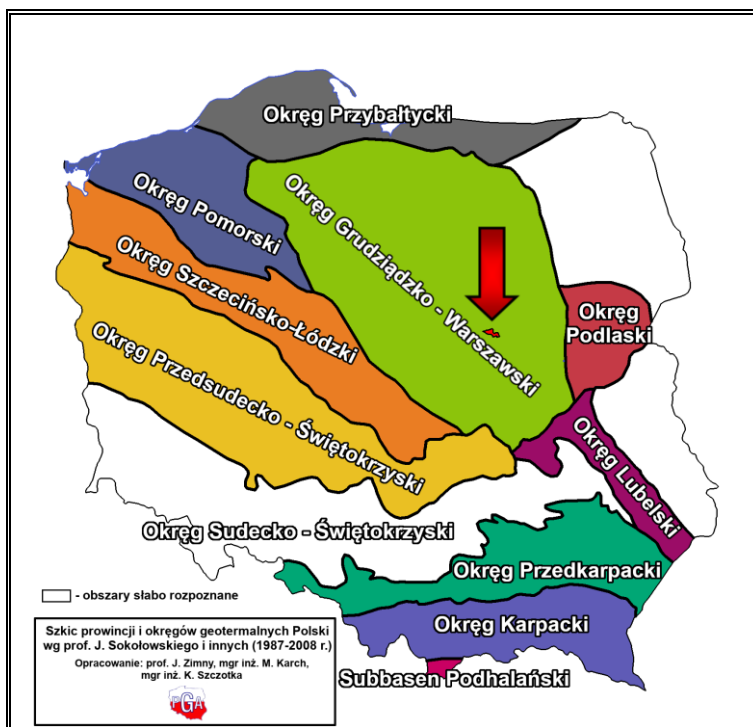 Okręg Przybałtycki
Okręg Pomorski
Okręg Grudziądzko - Warszawski
Okręg Szczecińsko-Łódzki
Okręg
Podlaski
Okręg Przedsudecko - Świętokrzyski
Okręg Lubelski
Okręg Sudecko - Świętokrzyski
Okręg Przedkarpacki
- obszary słabo rozpoznane
Okręg Karpacki
Szkic prowincji i okręgów geotermalnych Polski
wg prof. J. Sokołowskiego i innych (1987-2008 r.)
Opracowanie: prof. J. Zimny, mgr inż. M. Karch,
mgr inż. K. Szczotka
Subbasen Podhalański
PGA